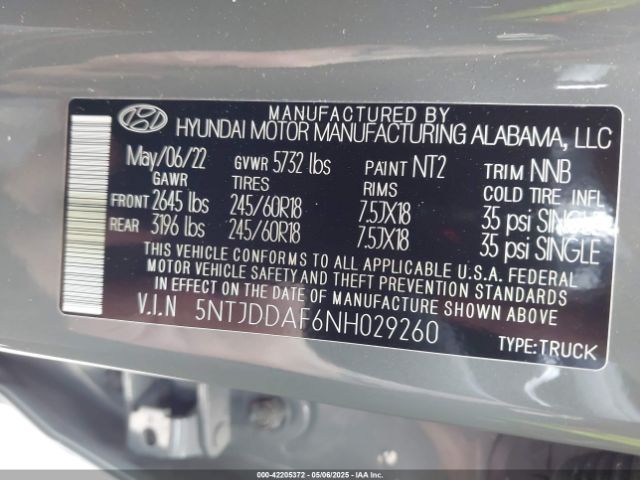 MANUFACTURED BY
HYUNDAI MOTOR MANUFACTURING ALABAMA, LLC
May/06/22 GVWR 5732 lbs PAINT NT2 TRIM NNB
GAWR TIRES RIMS COLD TIRE INFL
FRONT 2645 lbs 245/60R18 7.5JX18 35 psi SINGLE
REAR 3196 lbs 245/60R18 7.5JX18 35 psi SINGLE
THIS VEHICLE CONFORMS TO ALL APPLICABLE U.S.A. FEDERAL
MOTOR VEHICLE SAFETY AND THEFT PREVENTION STANDARDS
IN EFFECT ON THE DATE OF MANUFACTURE SHOWN ABOVE.
V.I.N 5NTJDDAF6NH029260
TYPE:TRUCK
000-42205372 - 05/06/2025 - IAAI.COM